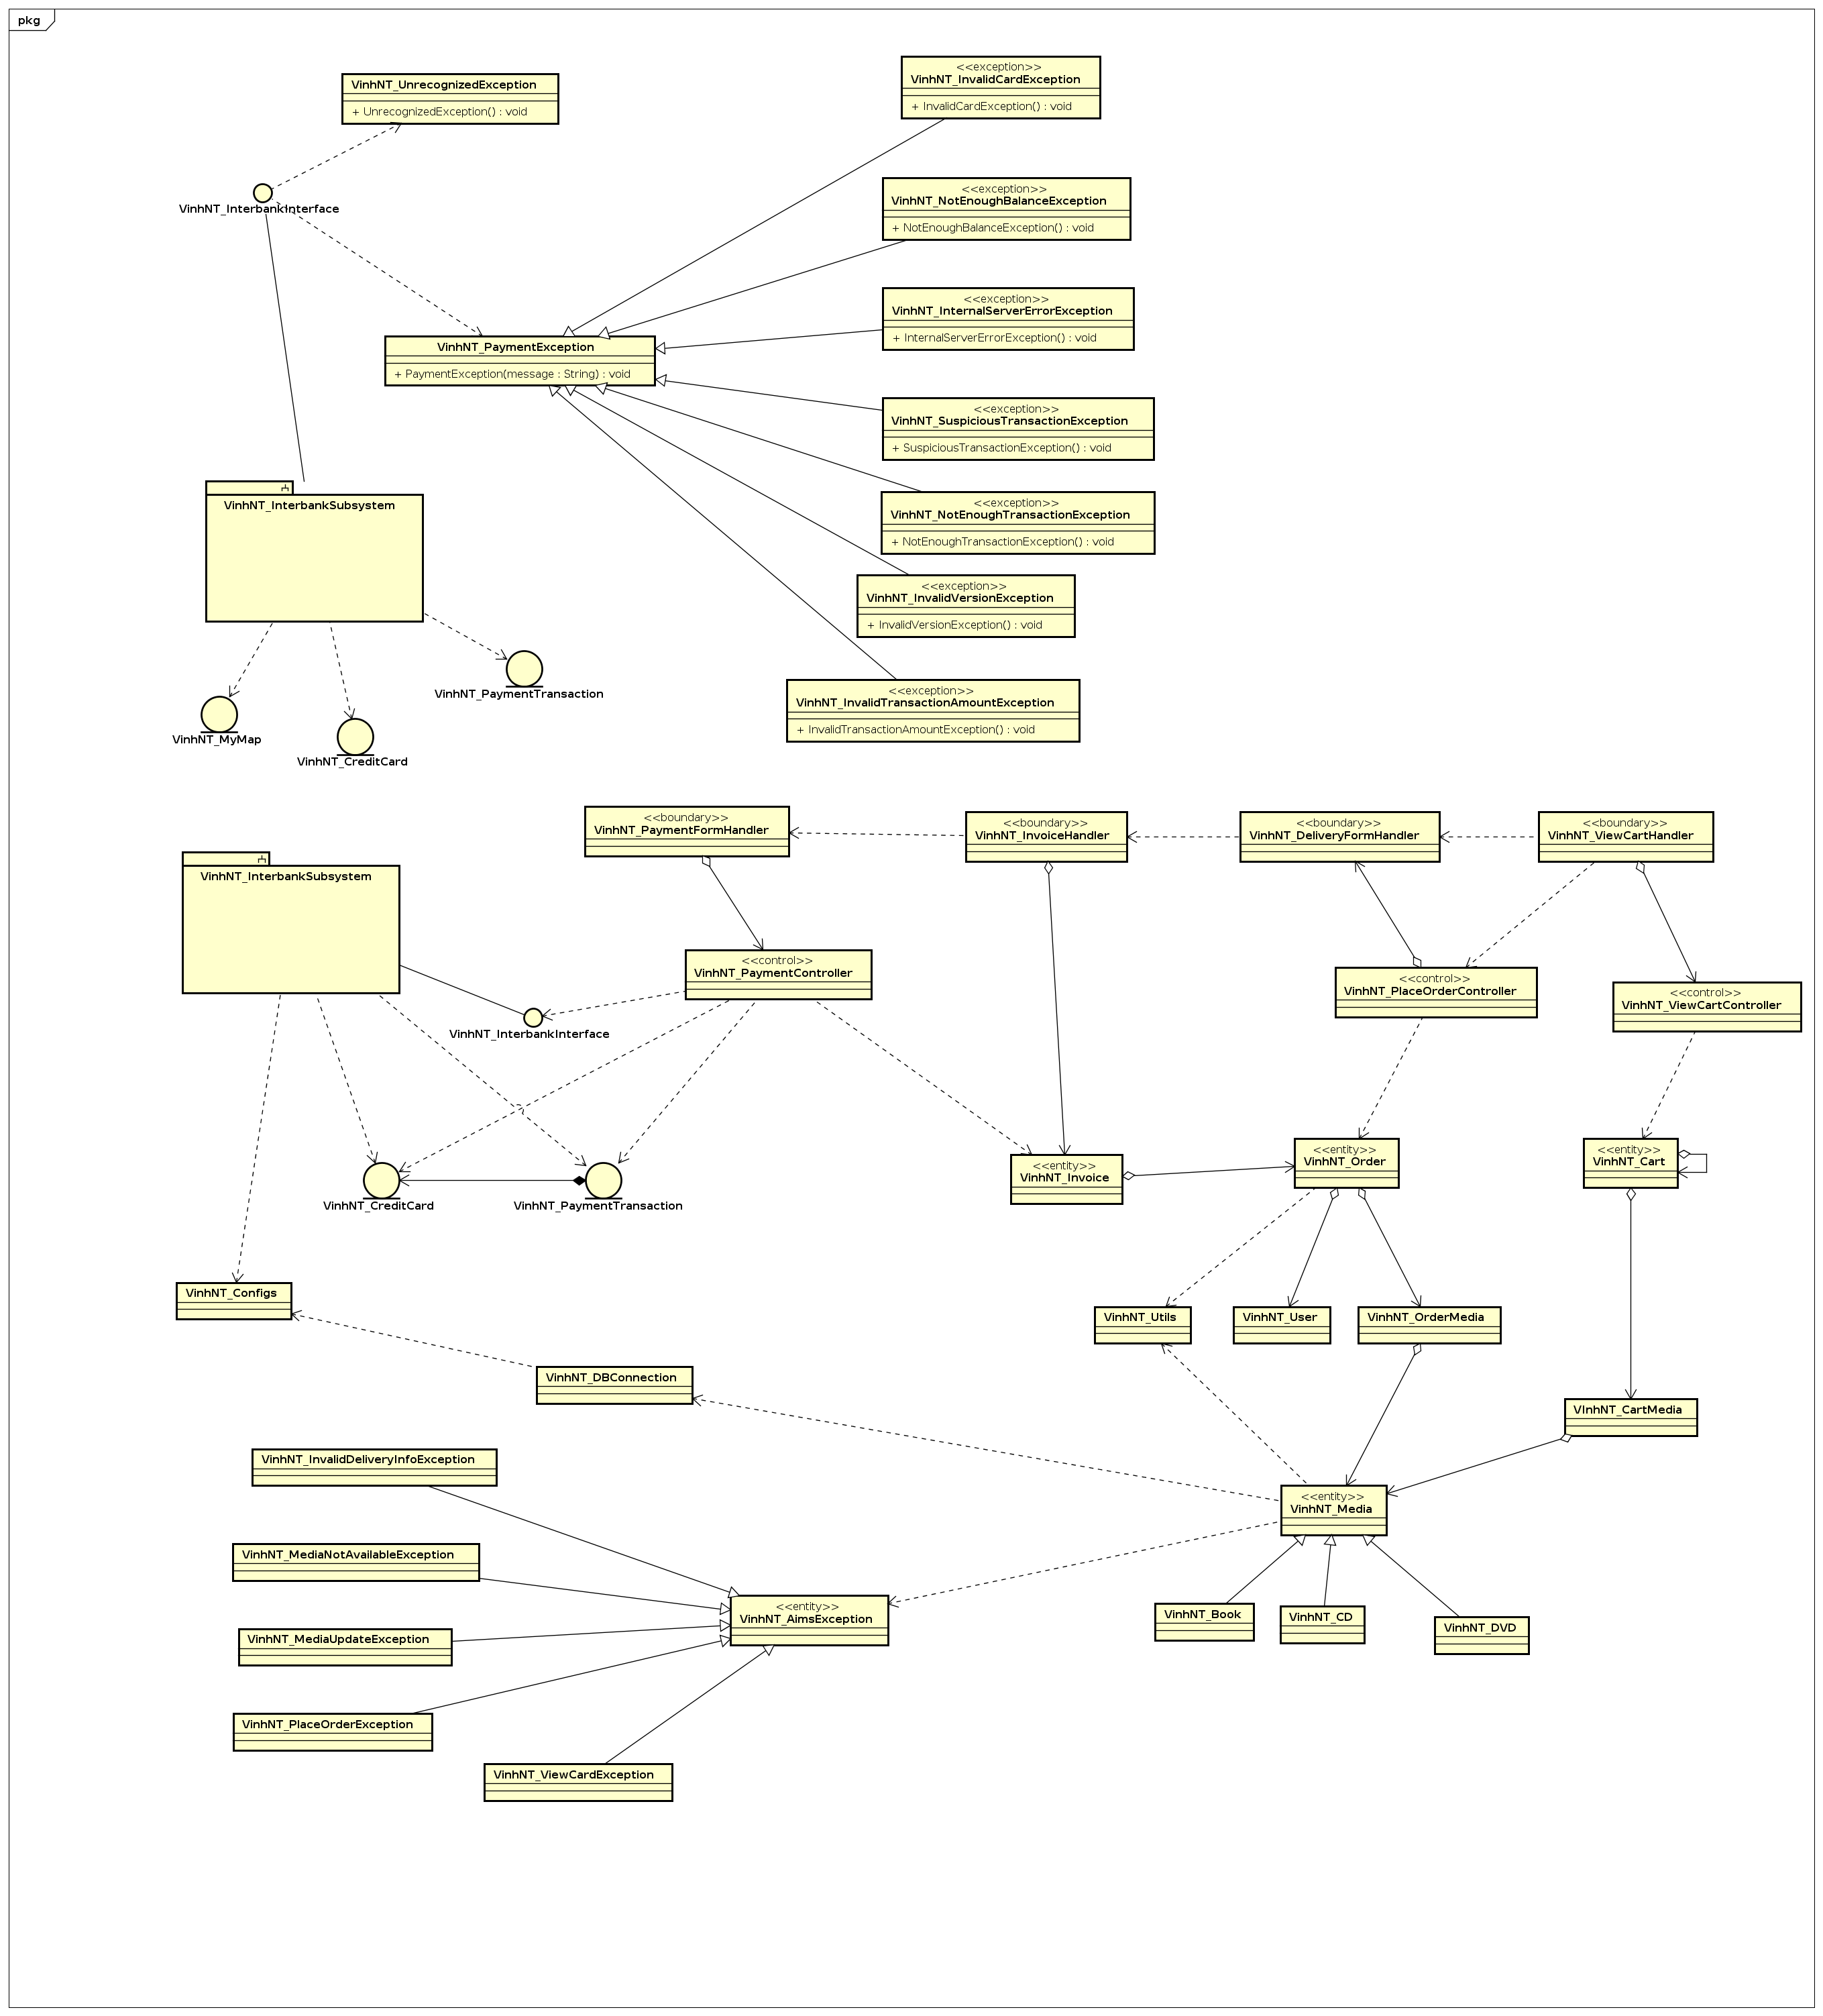 pkg
VinhNT_UnrecognizedException
+ UnrecognizedException() : void
<<exception>>
VinhNT_InvalidCardException
+ InvalidCardException() : void
VinhNT_InterbankInterface
<<exception>>
VinhNT_NotEnoughBalanceException
+ NotEnoughBalanceException() : void
<<exception>>
VinhNT_InternalServerErrorException
+ InternalServerErrorException() : void
VinhNT_PaymentException
+ PaymentException(message : String) : void
<<exception>>
VinhNT_SuspiciousTransactionException
+ SuspiciousTransactionException() : void
VinhNT_InterbankSubsystem
<<exception>>
VinhNT_NotEnoughTransactionException
+ NotEnoughTransactionException() : void
<<exception>>
VinhNT_InvalidVersionException
+ InvalidVersionException() : void
VinhNT_PaymentTransaction
<<exception>>
VinhNT_InvalidTransactionAmountException
+ InvalidTransactionAmountException() : void
VinhNT_MyMap
VinhNT_CreditCard
<<boundary>>
VinhNT_PaymentFormHandler
<<boundary>>
VinhNT_InvoiceHandler
<<boundary>>
VinhNT_DeliveryFormHandler
<<boundary>>
VinhNT_ViewCartHandler
VinhNT_InterbankSubsystem
<<control>>
VinhNT_PaymentController
<<control>>
VinhNT_PlaceOrderController
<<control>>
VinhNT_ViewCartController
VinhNT_InterbankInterface
<<entity>>
VinhNT_Invoice
<<entity>>
VinhNT_Order
<<entity>>
VinhNT_Cart
VinhNT_CreditCard
VinhNT_PaymentTransaction
VinhNT_Configs
VinhNT_Utils
VinhNT_User
VinhNT_OrderMedia
VinhNT_DBConnection
VInhNT_CartMedia
VinhNT_InvalidDeliveryInfoException
<<entity>>
VinhNT_Media
VinhNT_MediaNotAvailableException
<<entity>>
VinhNT_AimsException
VinhNT_Book
VinhNT_CD
VinhNT_DVD
VinhNT_MediaUpdateException
VinhNT_PlaceOrderException
VinhNT_ViewCardException